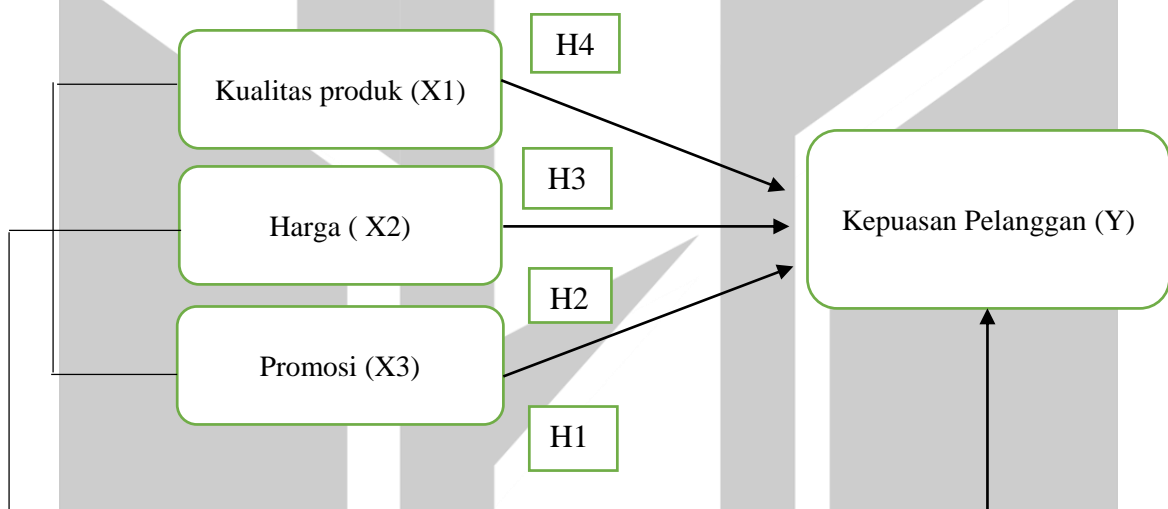 H4
Kualitas produk (X1)
H3
Harga ( X2)
Kepuasan Pelanggan (Y)
H2
Promosi (X3)
H1